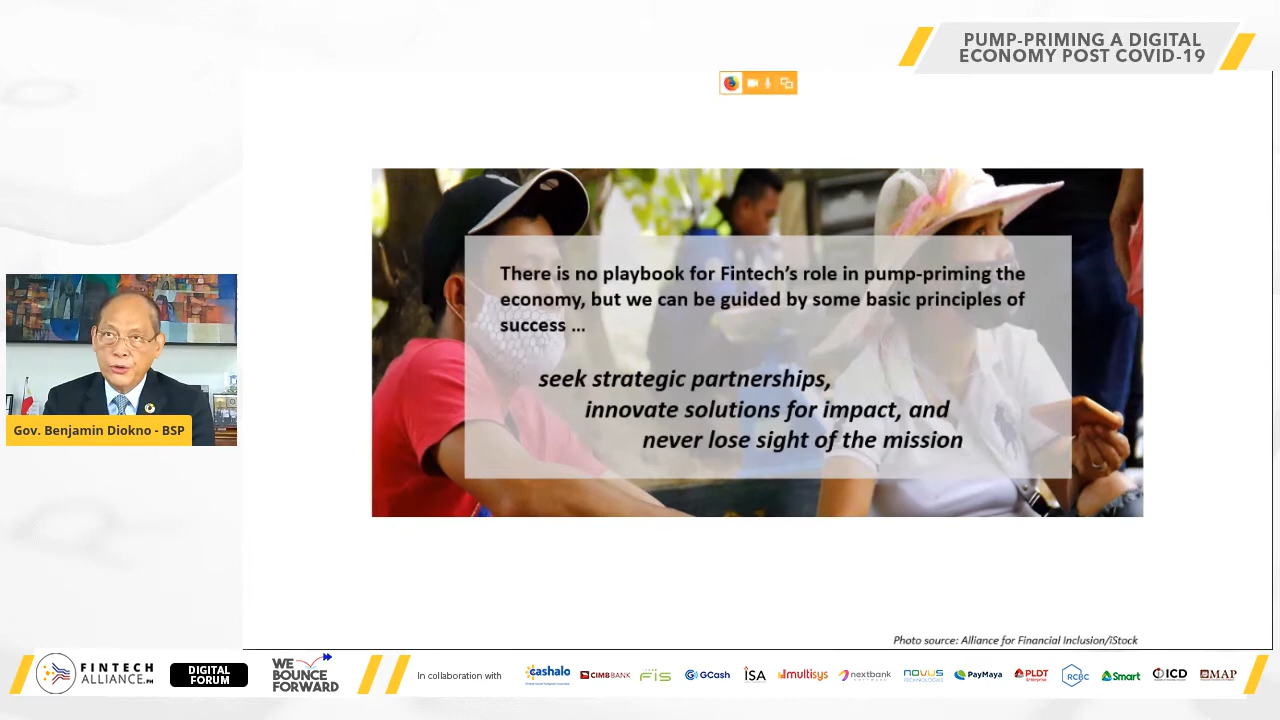 PUMP-PRIMING A DIGITAL
ECONOMY POST COVID-19
There is no playbook for Fintech's role in pump-priming the
economy, but we can be guided by some basic principles of
success ...
seek strategic partnerships,
innovate solutions for impact, and
never lose sight of the mission
Gov. Benjamin Diokno - BSP
Photo source: Alliance for Financial Inclusion/iStock
FINTECH
ALLIANCE.PH
DIGITAL
FORUM
WE
BOUNCE
FORWARD
In collaboration with
cashalo
CIMB BANK
FIS
GCash
ISA
multisys
nextbank
SOFTWARE
NOVUS
TECHNOLOGIES
PayMaya
PLDT
Enterprise
RCBC
Smart
ICD
MAP